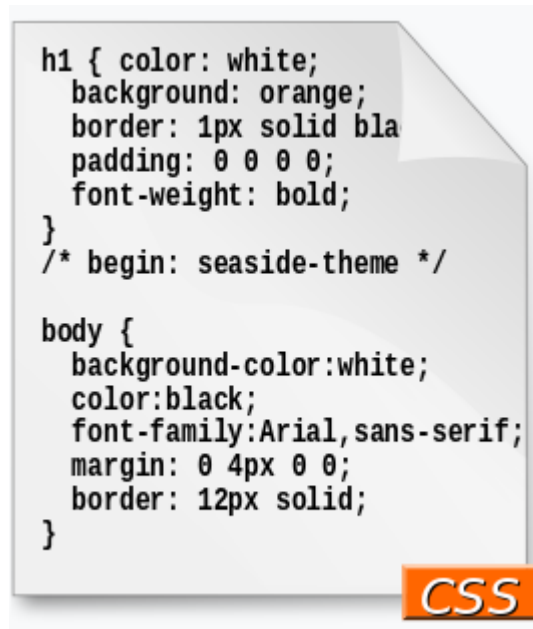 h1 { color: white;
background: orange;
border: 1px solid bla
padding: 0 0 0 0;
font-weight: bold;
}
/* begin: seaside-theme */
body {
background-color:white;
color:black;
font-family:Arial,sans-serif;
margin: 0 4px 0 0;
border: 12px solid;
}
CSS